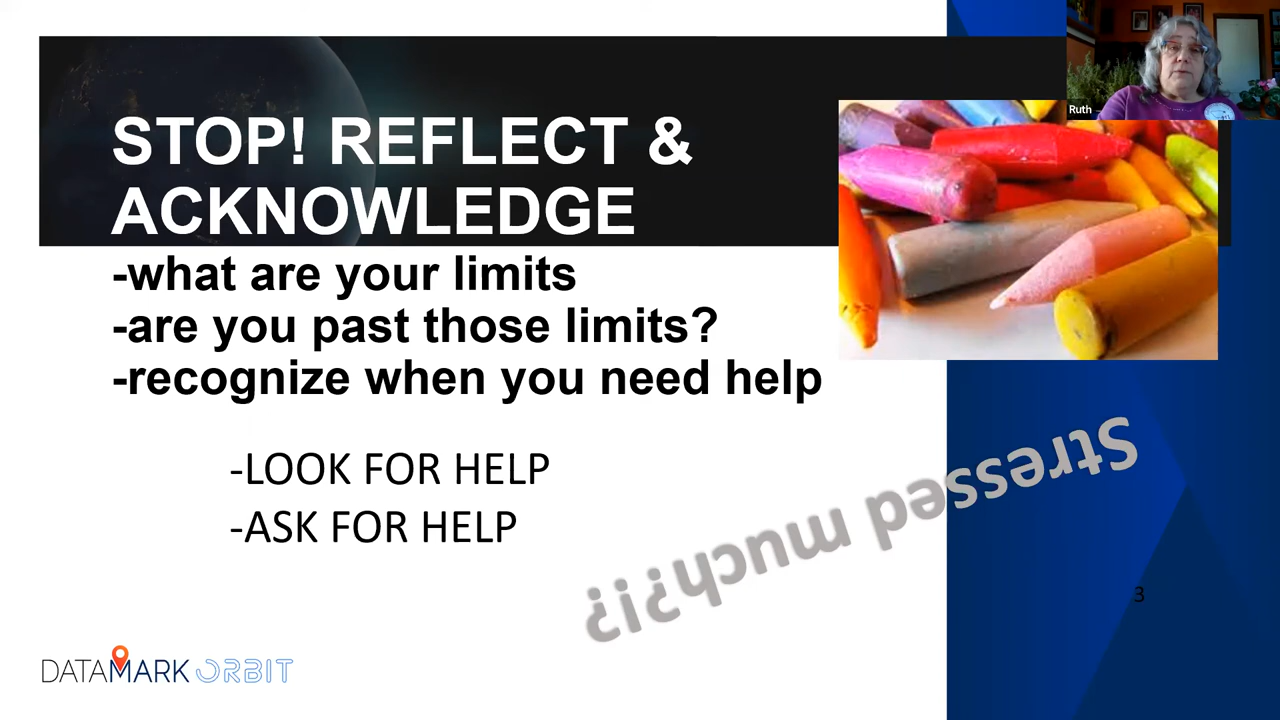 Ruth
STOP! REFLECT &
ACKNOWLEDGE
-what are your limits
-are you past those limits?
-recognize when you need help
-LOOK FOR HELP
-ASK FOR HELP
Stressed much?!?
3
DATAMARK ORBIT